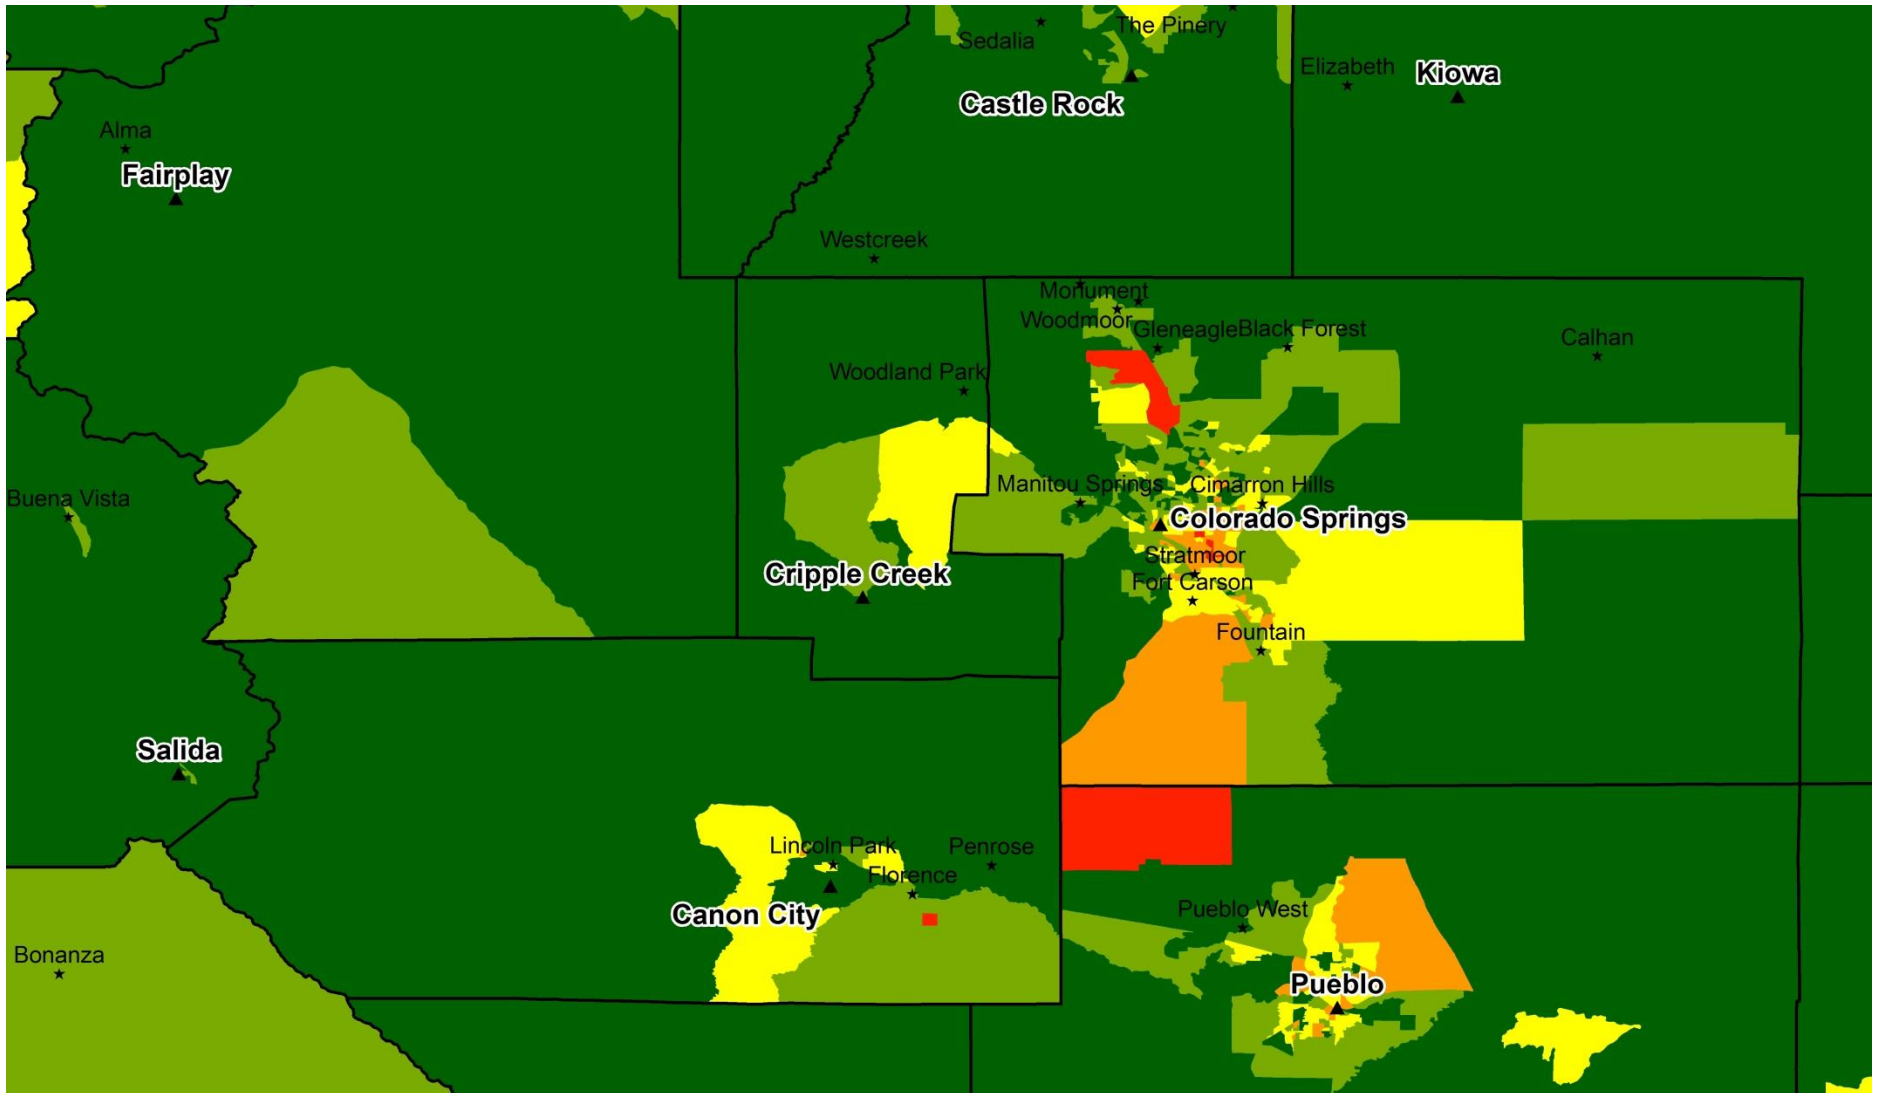 Sedalia
The Pinery
Elizabeth
Kiowa
Castle Rock
Alma
Fairplay
Westcreek
Monument
Woodmoor
Gleneagle
Black Forest
Calhan
Woodland Park
Manitou Springs
Cimarron Hills
Buena Vista
Colorado Springs
Stratmoor
Cripple Creek
Fort Carson
Fountain
Salida
Lincoln Park
Penrose
Florence
Canon City
Pueblo West
Bonanza
Pueblo